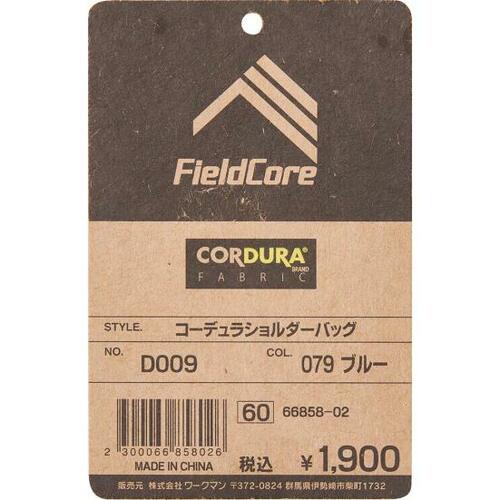 FieldCore
CORDURA® BRAND
FABRIC
STYLE. コーデュラショルダーバッグ
NO. D009 COL. 079 ブルー
60 66858-02
2 300066 858026
MADE IN CHINA 税込 ¥1,900
販売元 株式会社 ワークマン 〒372-0824 群馬県伊勢崎市柴町1732